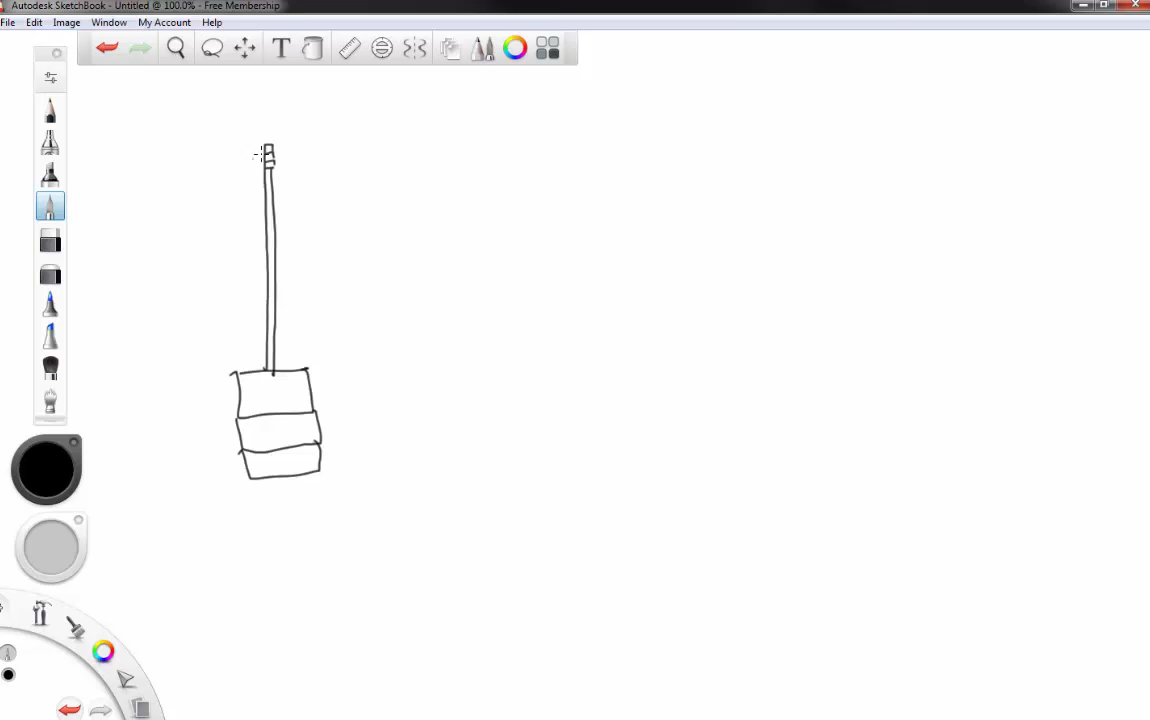 Autodesk SketchBook - Untitled @ 100.0% - Free Membership
File Edit Image Window My Account Help
T